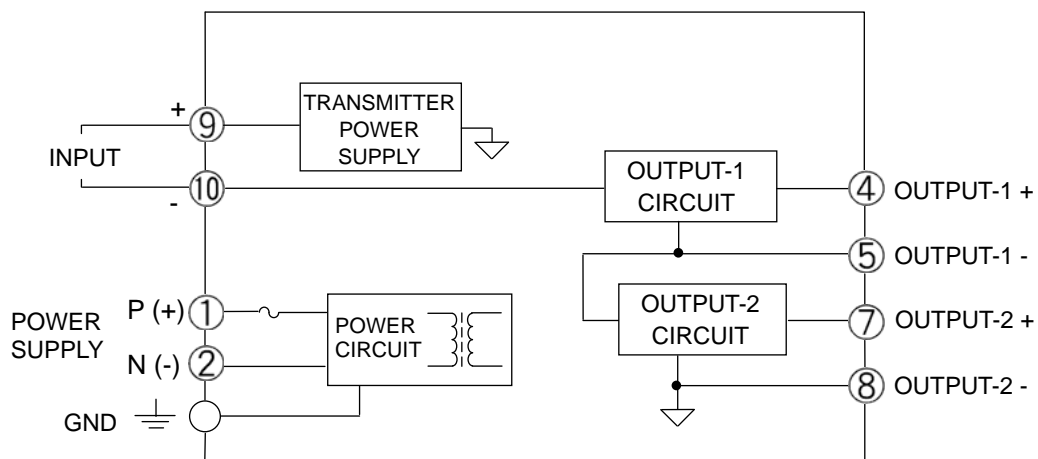 TRANSMITTER
POWER
SUPPLY
+
9
INPUT
10
-
OUTPUT-1
CIRCUIT
4
OUTPUT-1 +
5
OUTPUT-1 -
OUTPUT-2
CIRCUIT
7
OUTPUT-2 +
8
OUTPUT-2 -
POWER
SUPPLY
P (+)
1
N (-)
2
POWER
CIRCUIT
GND